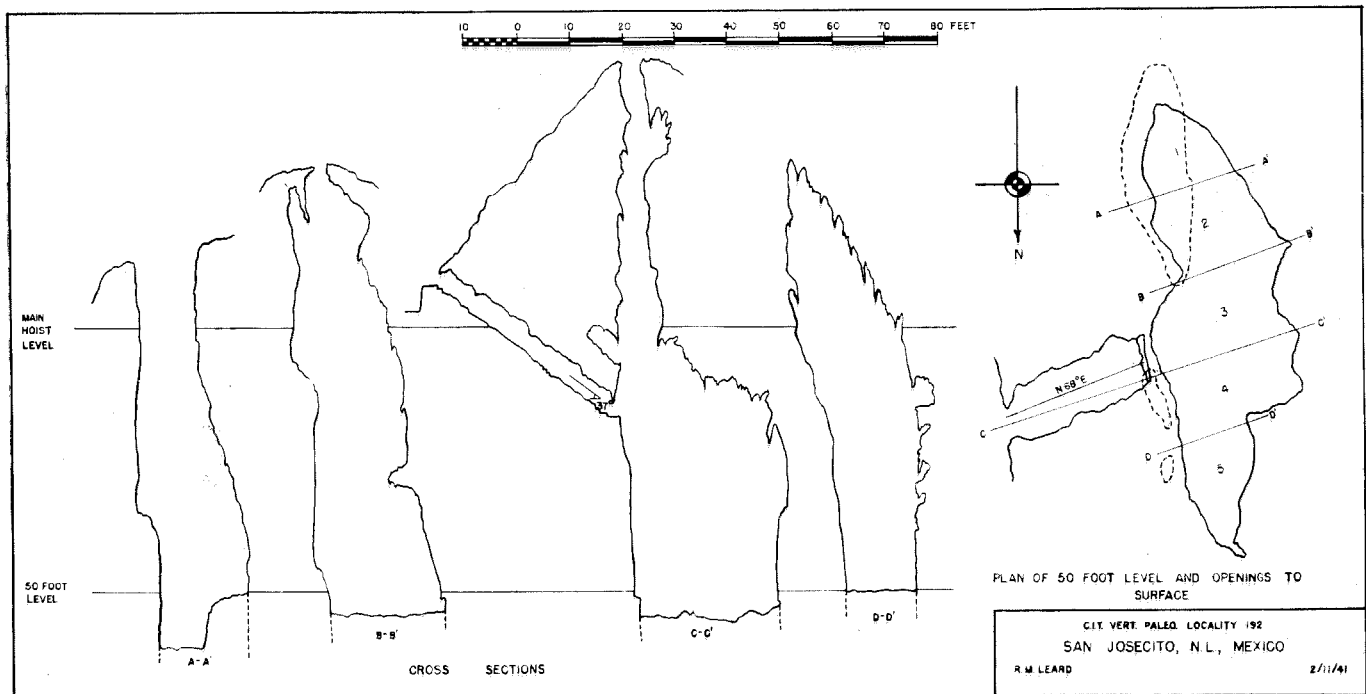 10 0 10 20 30 40 50 60 70 80 FEET
MAIN
HOIST
LEVEL
50 FOOT
LEVEL
37°
A-A'
B-B'
C-C'
D-D'
CROSS SECTIONS
N
1
A'
A
2
B'
B
3
C'
N 68° E
4
C
D'
D
5
PLAN OF 50 FOOT LEVEL AND OPENINGS TO
SURFACE
C.I.T. VERT. PALEO. LOCALITY 192
SAN JOSECITO, N.L., MEXICO
R.M. LEARD 2/11/41